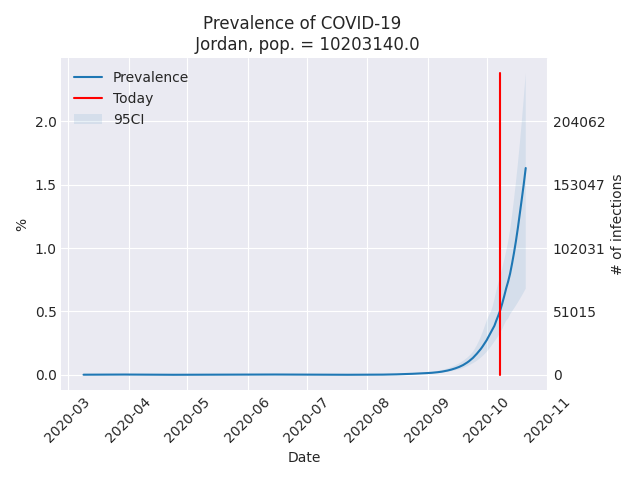 Prevalence of COVID-19
Jordan, pop. = 10203140.0
Prevalence
Today
95CI
%
2.0
1.5
1.0
0.5
0.0
204062
153047
102031
51015
0
# of infections
2020-03
2020-04
2020-05
2020-06
2020-07
2020-08
2020-09
2020-10
2020-11
Date